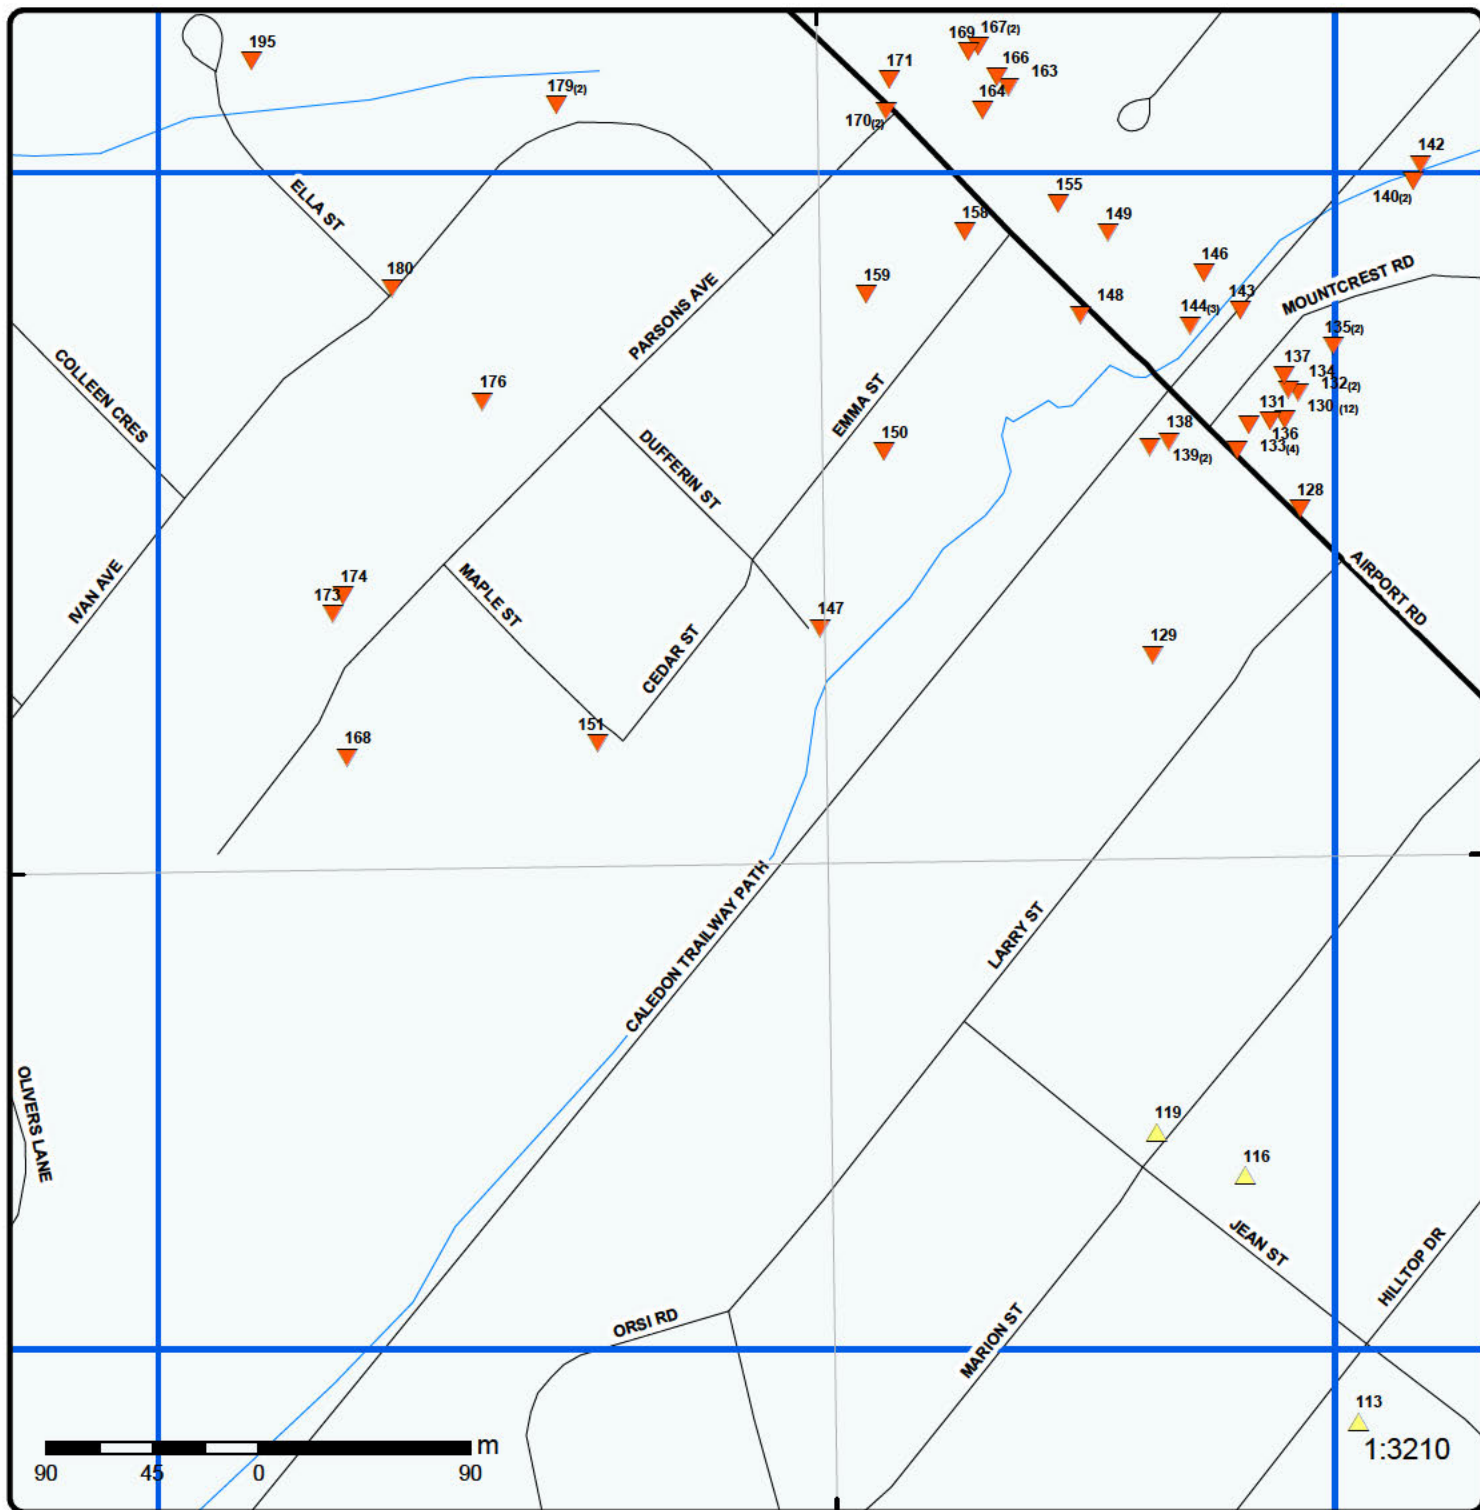 195
169
167(2)
171
166
163
179(2)
164
170(2)
142
155
140(2)
ELLA ST
158
149
180
146
MOUNTCREST RD
159
143
PARSONS AVE
148
144(3)
135(2)
COLLEEN CRES
137
134
176
132(2)
EMMA ST
131
130 (12)
138
136
150
DUFFERIN ST
139(2)
133(4)
128
AIRPORT RD
IVAN AVE
174
MAPLE ST
173
147
CEDAR ST
129
151
168
CALEDON TRAILWAY PATH
LARRY ST
OLIVERS LANE
119
116
JEAN ST
HILLTOP DR
ORSI RD
MARION ST
113
m
1:3210
90 45 0 90